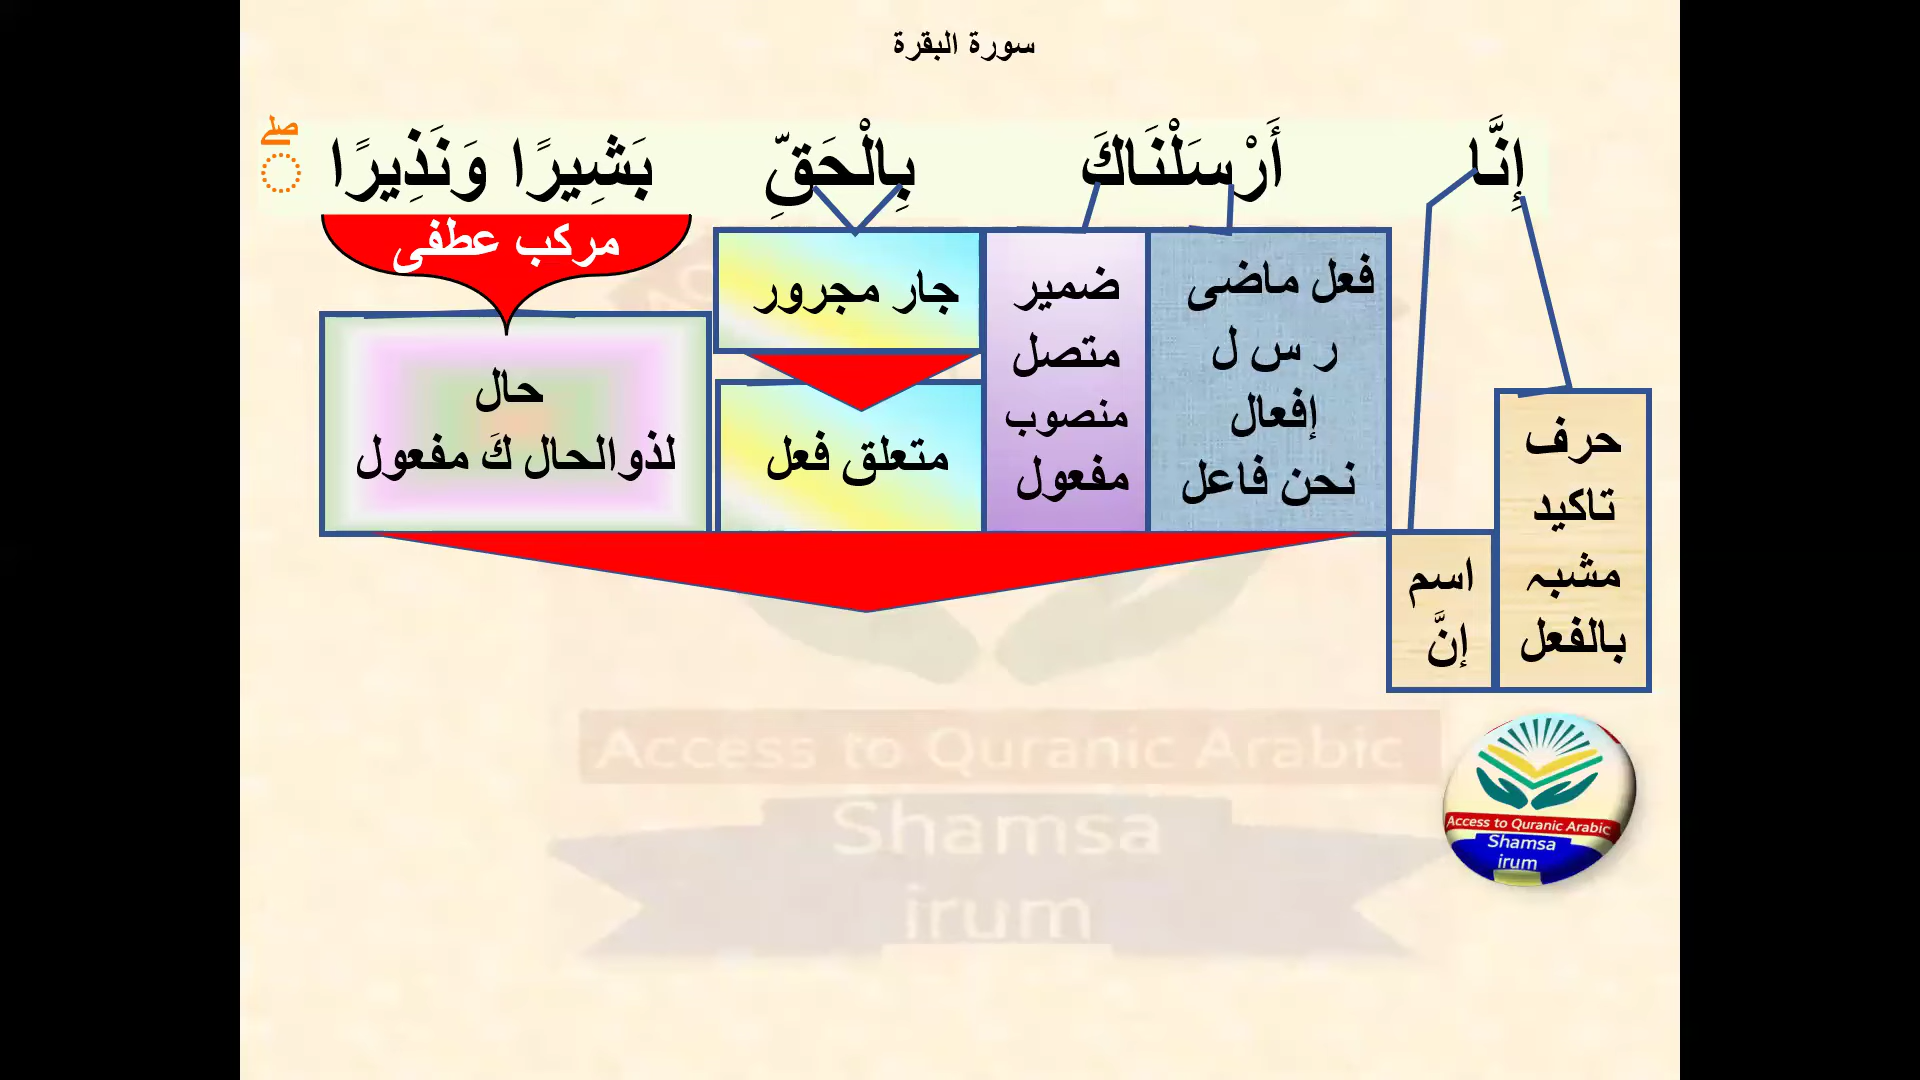 سورة البقرة
إِنَّا أَرْسَلْنَاكَ بِالْحَقِّ بَشِيرًا وَنَذِيرًا ۖ
مركب عطفى
حرف
تاكيد
مشبہ
بالفعل
اسم
إنَّ
فعل ماضى
ر س ل
إفعال
نحن فاعل
ضمير
متصل
منصوب
مفعول
جار مجرور
متعلق فعل
حال
لذوالحال كَ مفعول
Access to Quranic Arabic
Shamsa
irum
Access to Quranic Arabic
Shamsa
irum